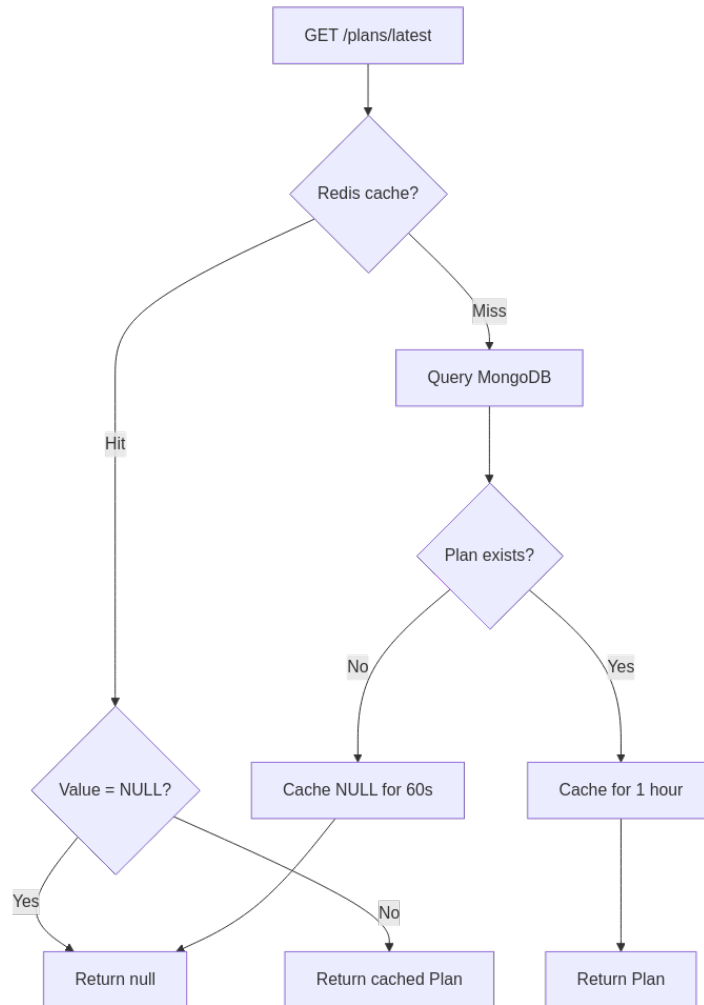 GET /plans/latest
Redis cache?
Miss
Query MongoDB
Hit
Plan exists?
No
Yes
Value = NULL?
Cache NULL for 60s
Cache for 1 hour
Yes
No
Return null
Return cached Plan
Return Plan